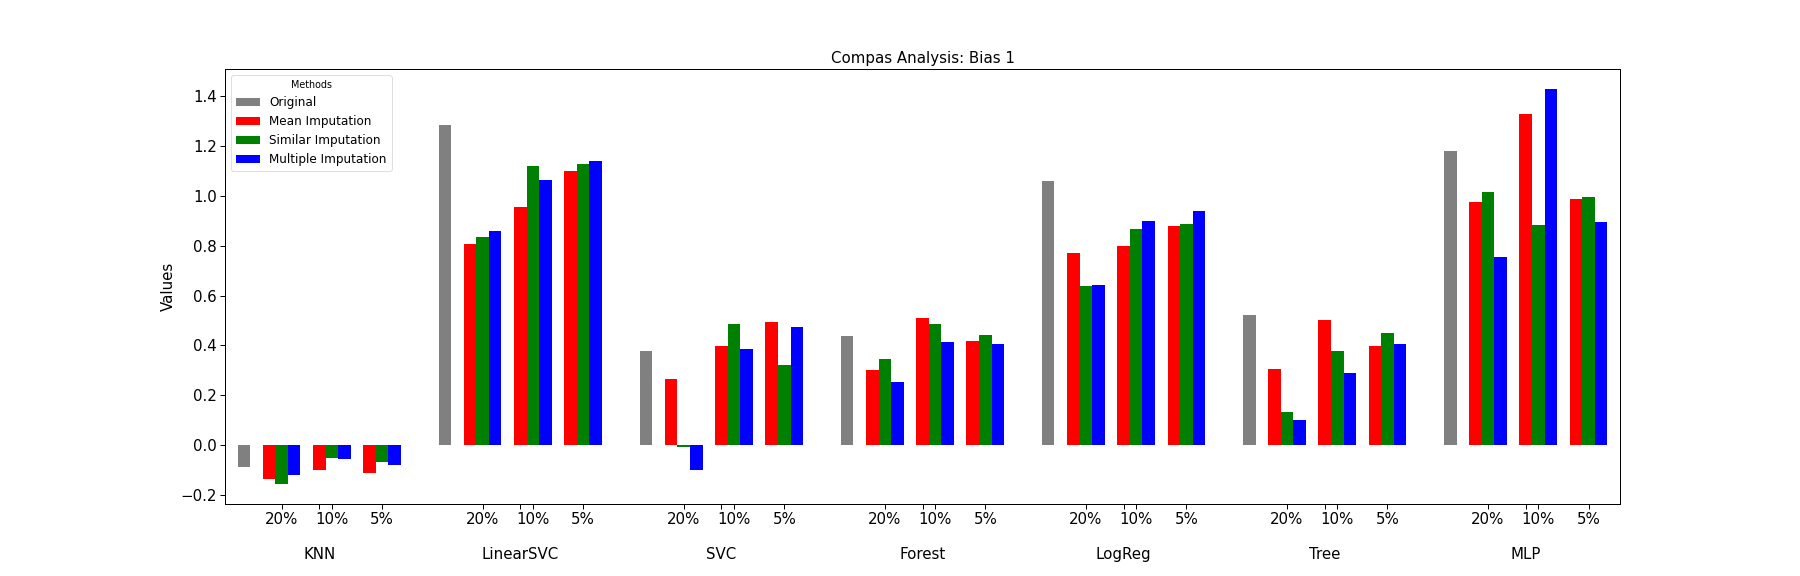 Compas Analysis: Bias 1
Methods
Original
Mean Imputation
Similar Imputation
Multiple Imputation
Values
1.4
1.2
1.0
0.8
0.6
0.4
0.2
0.0
−0.2
20% 10% 5% 20% 10% 5% 20% 10% 5% 20% 10% 5% 20% 10% 5% 20% 10% 5% 20% 10% 5%
KNN LinearSVC SVC Forest LogReg Tree MLP